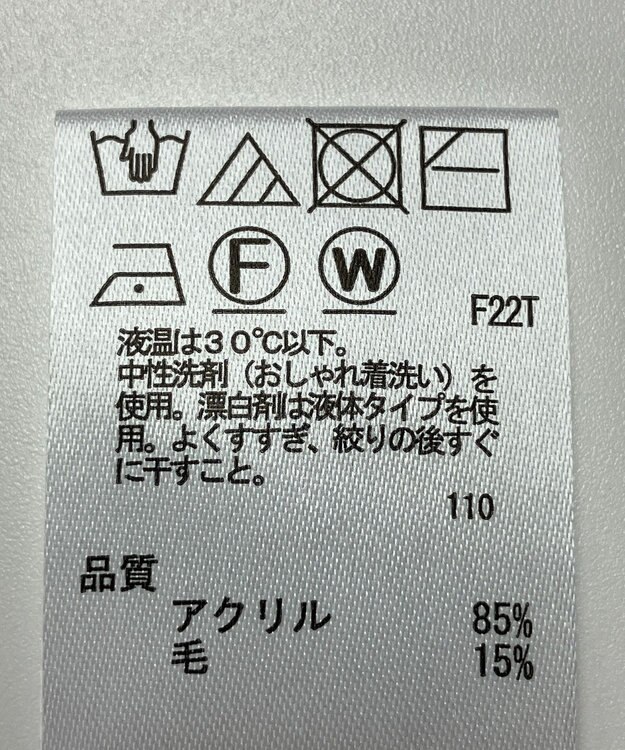 F W
F22T
液温は30℃以下。
中性洗剤（おしゃれ着洗い）を
使用。漂白剤は液体タイプを使
用。よくすすぎ、絞りの後すぐ
に干すこと。
110
品質
アクリル 85%
毛 15%